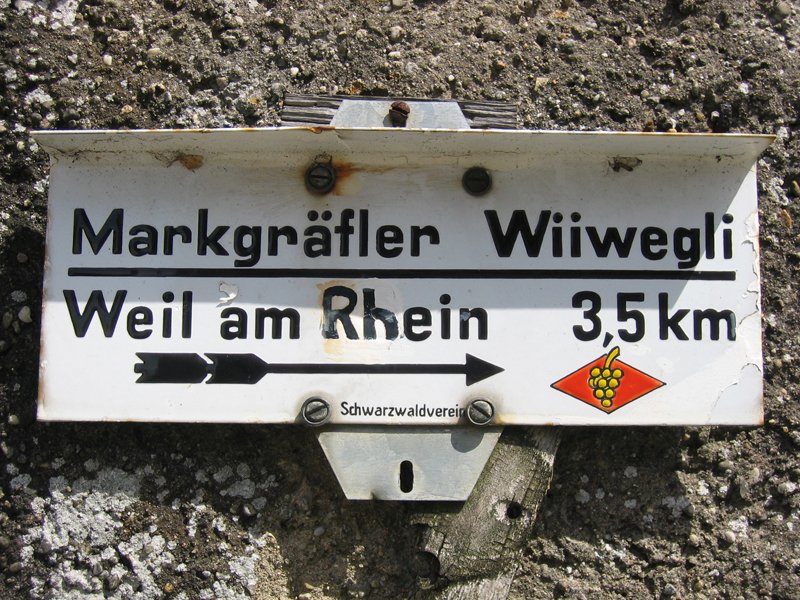 Markgräfler Wiiwegli
Weil am Rhein 3,5 km
Schwarzwaldverein